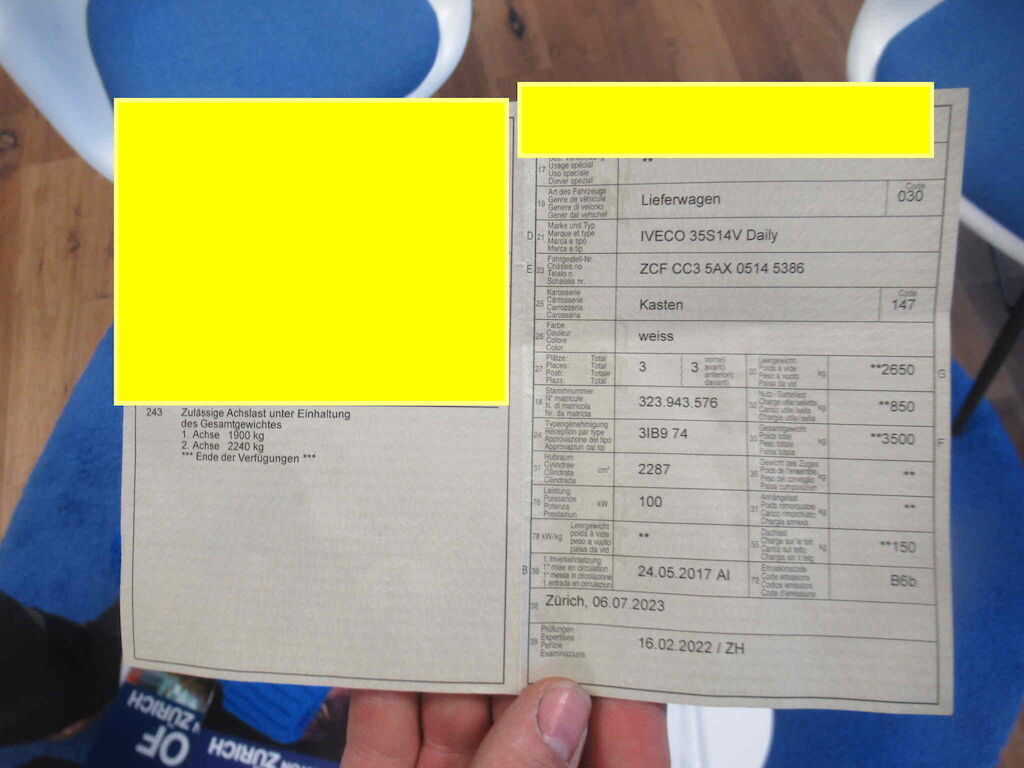 243 Zulässige Achslast unter Einhaltung
des Gesamtgewichtes
1. Achse 1900 kg
2. Achse 2240 kg
*** Ende der Verfügungen ***
17 Usage spécial **
Uso speciale
Diever spezial
19 Art des Fahrzeugs Lieferwagen Code 030
Genre de véhicule
Genere di veicolo
Gener dal vehichel
D 21 Marke und Typ IVECO 35S14V Daily
Marque et type
Marca e tipo
Marca e tip
E 23 Fahrgestell-Nr. ZCF CC3 5AX 0514 5386
Châssis no
Telaio n.
Schassis nr.
25 Karosserie Kasten Code 147
Carrosserie
Carrozzeria
Carossaria
26 Farbe weiss
Couleur
Colore
Colur
27 Plätze: Total 3 (3 vorne)
Places: Total avant)
Posti: Totale anteriori)
Plazs: Total davant)
30 Leergewicht kg **2650 G
Poids à vide
Peso a vuoto
Paisa da vid
18 Stammnummer 323.943.576
N° matricule
N. di matricola
Nr. da matricla
32 Nutz-/Sattellast kg **850
Charge utile/sellette
Carico utile/sella
Chargia utila/sella
24 Typengenehmigung 3IB9 74
Réception par type
Approvazione del tipo
Approvaziun dal tip
33 Gesamtgewicht kg **3500 F
Poids total
Peso totale
Paisa totala
37 Hubraum cm³ 2287
Cylindrée
Cilindrata
Cilindrada
35 Gewicht des Zuges kg **
Poids de l'ensemble
Peso del convoglio
Paisa cumposiziun
76 Leistung kW 100
Puissance
Potenza
Prestaziun
31 Anhängelast kg **
Poids remorquable
Carico rimorchiato
Chargia annexa
78 kW/kg Leergewicht **
poids à vide
peso a vuoto
paisa da vid
55 Dachlast kg **150
Charge sur le toit
Carico sul tetto
Chargia sin il tetg
B 36 1. Inverkehrsetzung 24.05.2017 AI
1re mise en circulation
1a messa in circolazione
1. entrada en circulaziun
72 Emissionscode B6b
Code émissions
Codice emissioni
Code d'emissiuns
38 Zürich, 06.07.2023
39 Prüfungen 16.02.2022 / ZH
Expertises
Perizie
Examinaziuns
ZÜRICH
OF
ZÜRICH
ZÜRICH